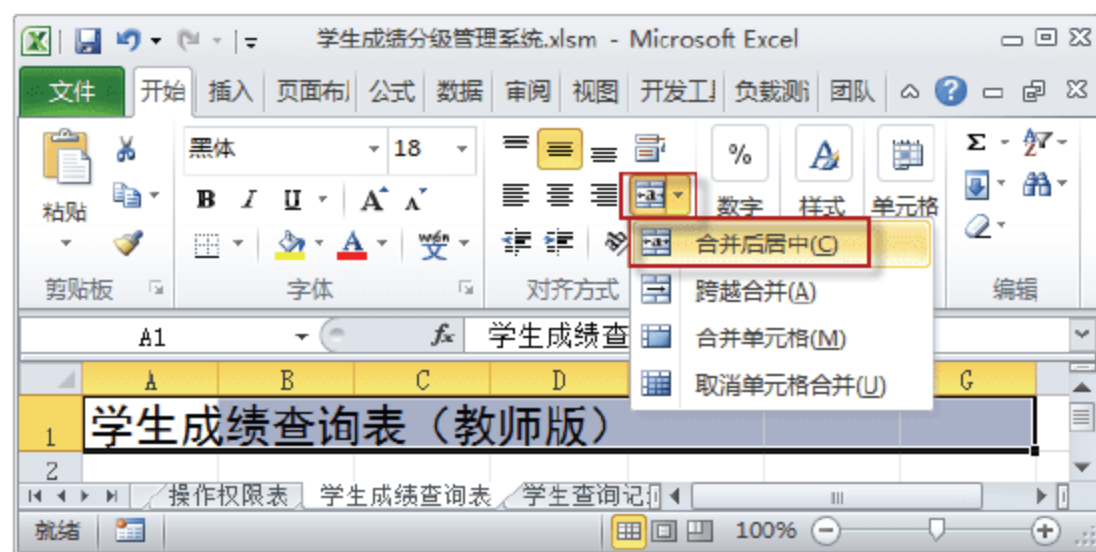 学生成绩分级管理系统.xlsm - Microsoft Excel
文件 开始 插入 页面布 公式 数据 审阅 视图 开发工 负载测 团队
黑体 18 %
B I U A A Σ
粘贴 数字 样式 单元格
A wén 变 合并后居中(C)
剪贴板 字体 对齐方式 编辑
跨越合并(A)
A1 fx 学生成绩查
合并单元格(M)
A B C D G
取消单元格合并(U)
1 学生成绩查询表（教师版）
2
操作权限表 学生成绩查询表 学生查询记
就绪 100%